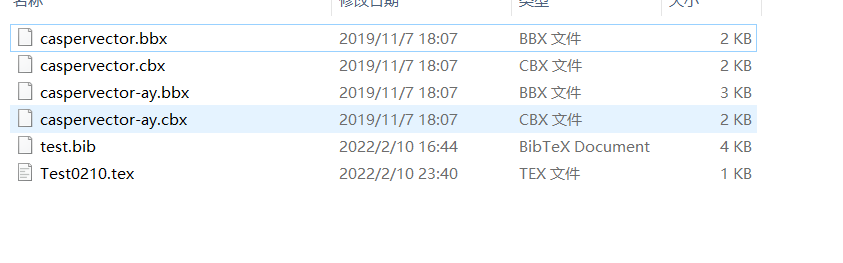 名称 修改日期 类型 大小
caspervector.bbx 2019/11/7 18:07 BBX 文件 2 KB
caspervector.cbx 2019/11/7 18:07 CBX 文件 2 KB
caspervector-ay.bbx 2019/11/7 18:07 BBX 文件 3 KB
caspervector-ay.cbx 2019/11/7 18:07 CBX 文件 2 KB
test.bib 2022/2/10 16:44 BibTeX Document 4 KB
Test0210.tex 2022/2/10 23:40 TEX 文件 1 KB